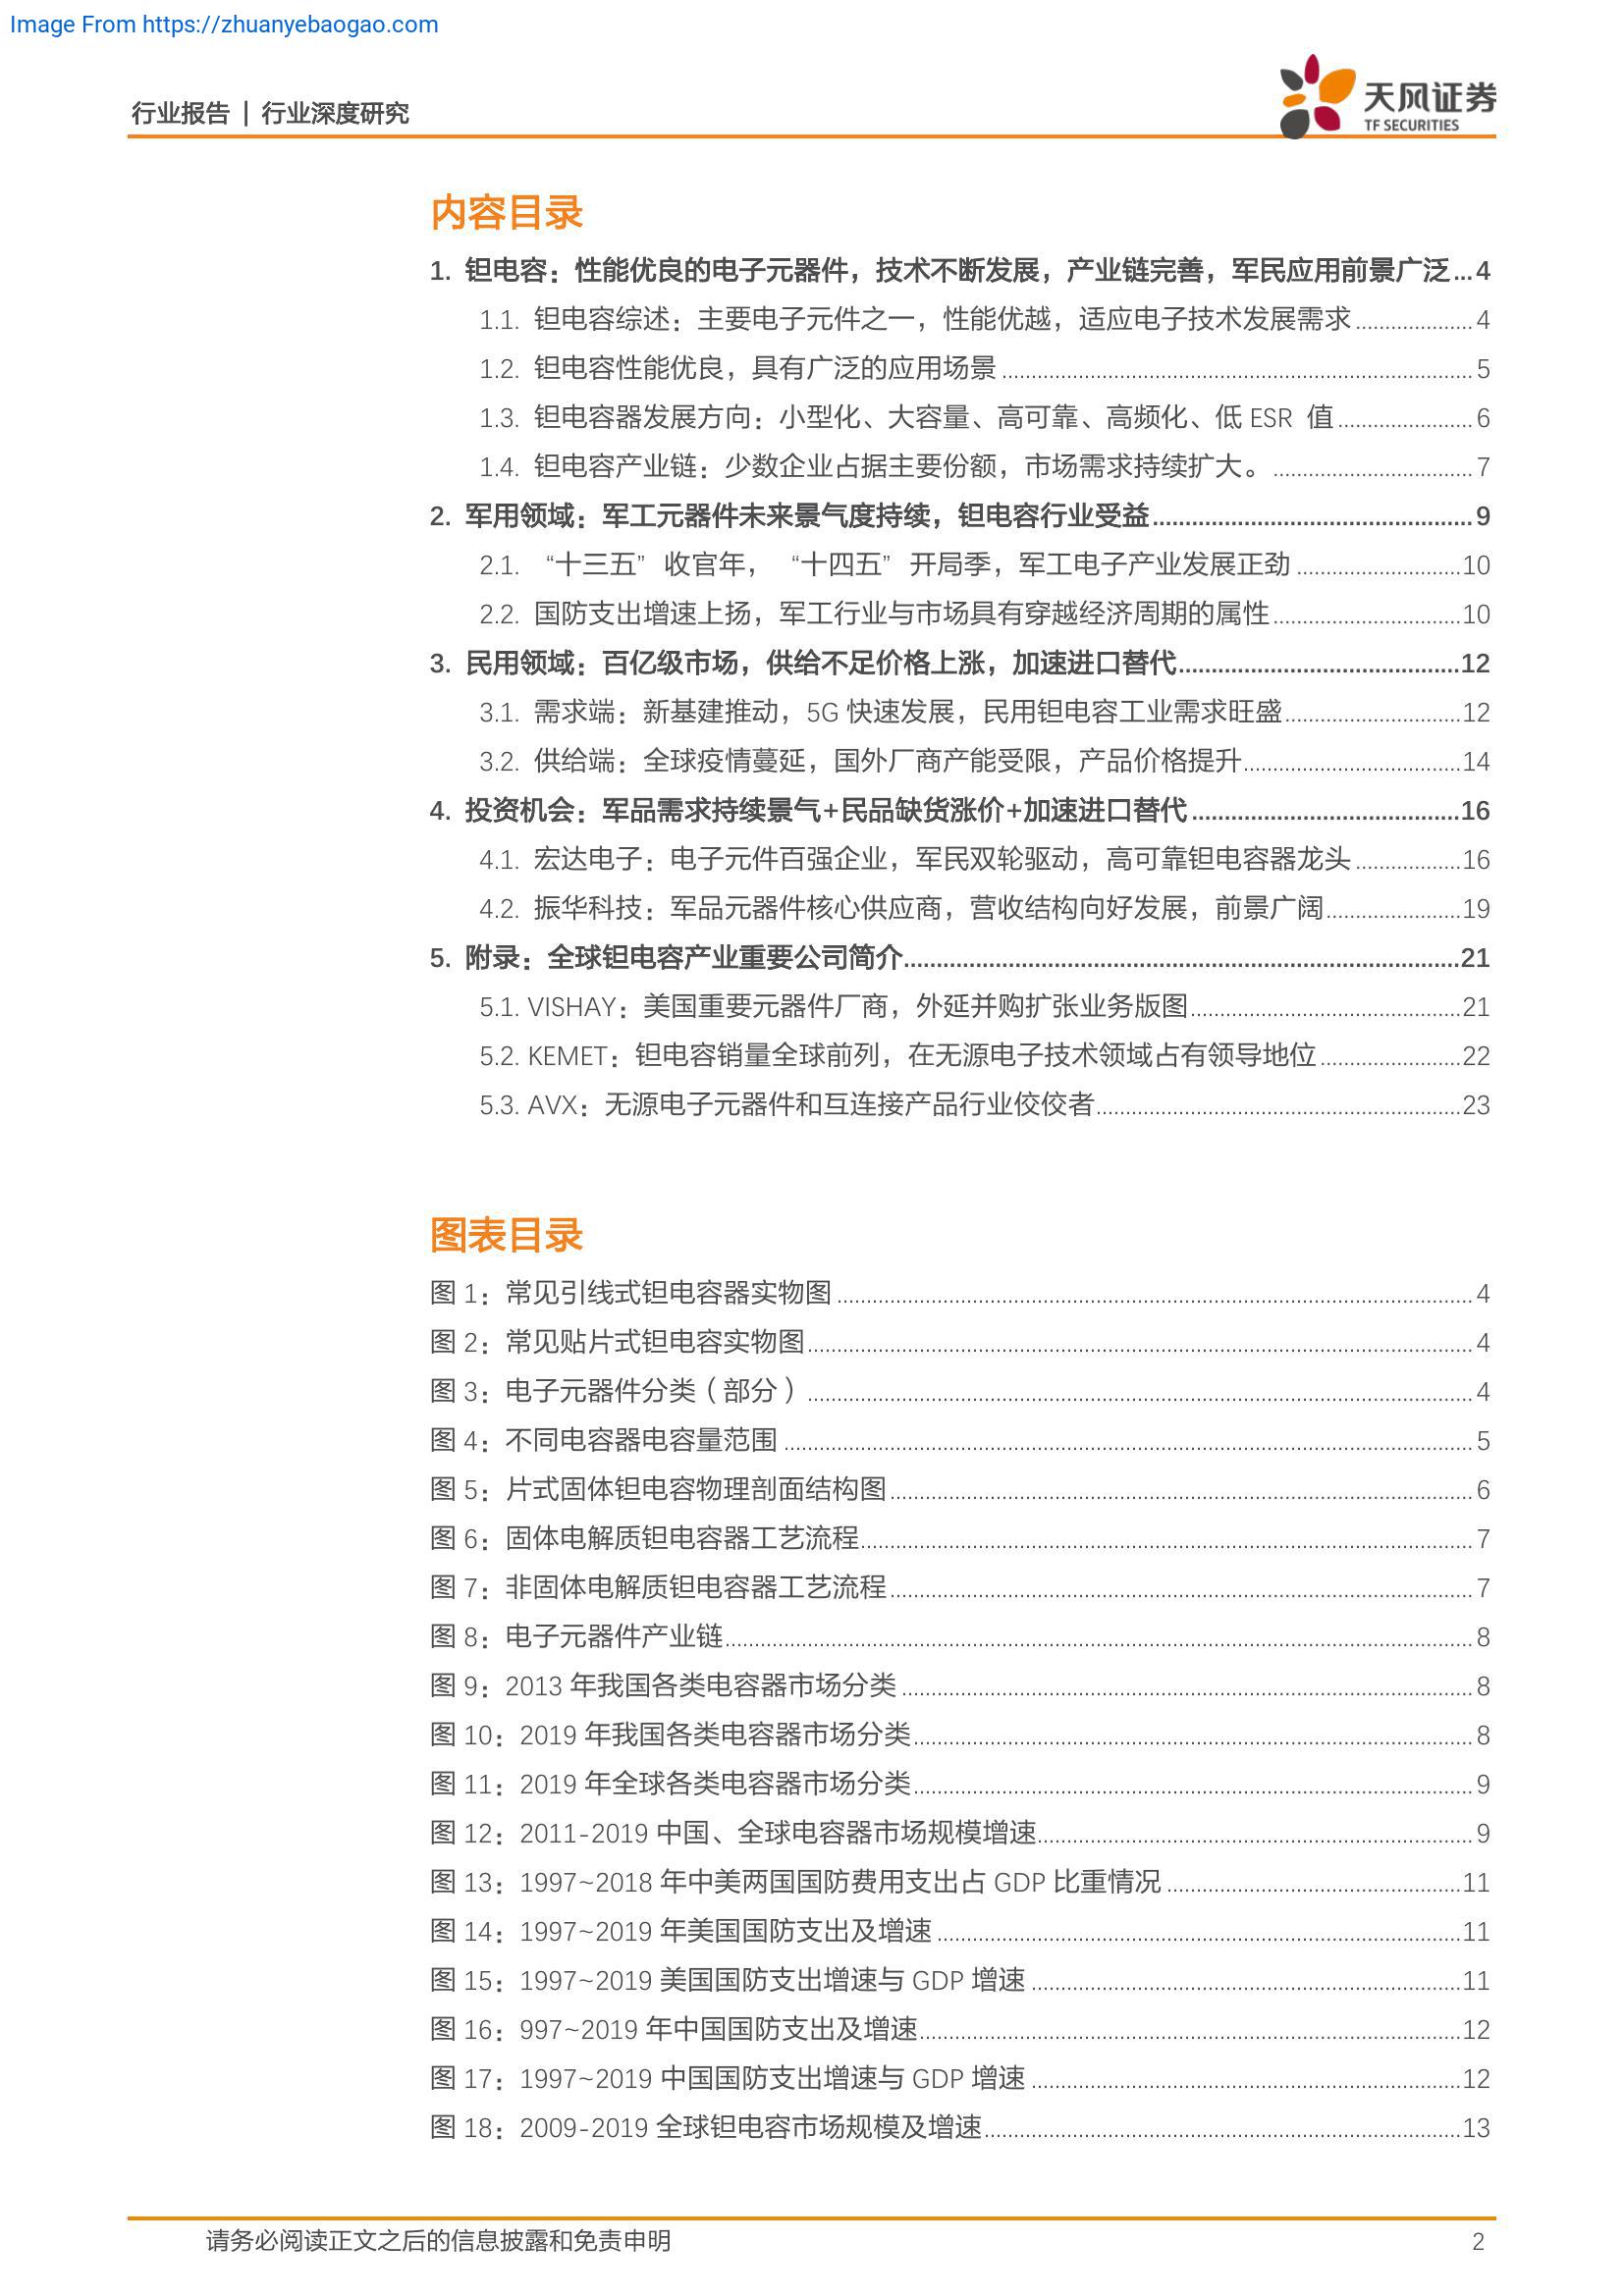 Image From https://zhuanyebaogao.com
行业报告 | 行业深度研究
天风证券
TF SECURITIES
内容目录
1. 钽电容：性能优良的电子元器件，技术不断发展，产业链完善，军民应用前景广泛...4
1.1. 钽电容综述：主要电子元件之一，性能优越，适应电子技术发展需求....................4
1.2. 钽电容性能优良，具有广泛的应用场景....................5
1.3. 钽电容器发展方向：小型化、大容量、高可靠、高频化、低 ESR 值....................6
1.4. 钽电容产业链：少数企业占据主要份额，市场需求持续扩大。....................7
2. 军用领域：军工元器件未来景气度持续，钽电容行业受益....................9
2.1. “十三五” 收官年， “十四五” 开局季，军工电子产业发展正劲....................10
2.2. 国防支出增速上扬，军工行业与市场具有穿越经济周期的属性....................10
3. 民用领域：百亿级市场，供给不足价格上涨，加速进口替代....................12
3.1. 需求端：新基建推动，5G 快速发展，民用钽电容工业需求旺盛....................12
3.2. 供给端：全球疫情蔓延，国外厂商产能受限，产品价格提升....................14
4. 投资机会：军品需求持续景气+民品缺货涨价+加速进口替代....................16
4.1. 宏达电子：电子元件百强企业，军民双轮驱动，高可靠钽电容器龙头....................16
4.2. 振华科技：军品元器件核心供应商，营收结构向好发展，前景广阔....................19
5. 附录：全球钽电容产业重要公司简介....................21
5.1. VISHAY：美国重要元器件厂商，外延并购扩张业务版图....................21
5.2. KEMET：钽电容销量全球前列，在无源电子技术领域占有领导地位....................22
5.3. AVX：无源电子元器件和互连接产品行业佼佼者....................23
图表目录
图 1：常见引线式钽电容器实物图....................4
图 2：常见贴片式钽电容实物图....................4
图 3：电子元器件分类（部分）....................4
图 4：不同电容器电容量范围....................5
图 5：片式固体钽电容物理剖面结构图....................6
图 6：固体电解质钽电容器工艺流程....................7
图 7：非固体电解质钽电容器工艺流程....................7
图 8：电子元器件产业链....................8
图 9：2013 年我国各类电容器市场分类....................8
图 10：2019 年我国各类电容器市场分类....................8
图 11：2019 年全球各类电容器市场分类....................9
图 12：2011-2019 中国、全球电容器市场规模增速....................9
图 13：1997~2018 年中美两国国防费用支出占 GDP 比重情况....................11
图 14：1997~2019 年美国国防支出及增速....................11
图 15：1997~2019 美国国防支出增速与 GDP 增速....................11
图 16：997~2019 年中国国防支出及增速....................12
图 17：1997~2019 中国国防支出增速与 GDP 增速....................12
图 18：2009-2019 全球钽电容市场规模及增速....................13
请务必阅读正文之后的信息披露和免责申明 2